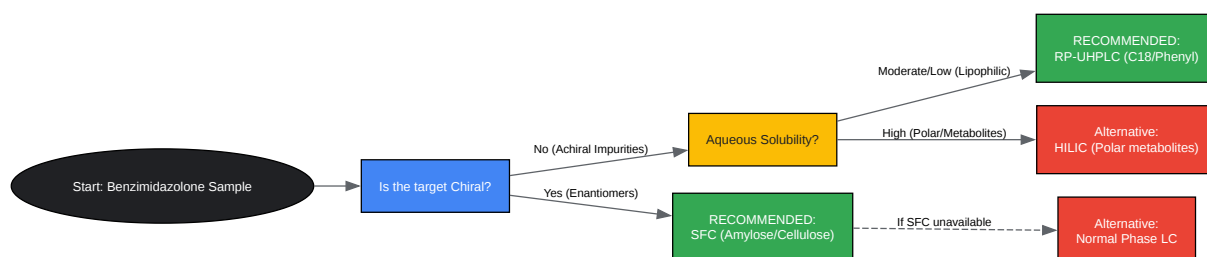 Start: Benzimidazolone Sample
Is the target Chiral?
No (Achiral Impurities)
Yes (Enantiomers)
Aqueous Solubility?
Moderate/Low (Lipophilic)
High (Polar/Metabolites)
RECOMMENDED:
RP-UHPLC (C18/Phenyl)
Alternative:
HILIC (Polar metabolites)
RECOMMENDED:
SFC (Amylose/Cellulose)
If SFC unavailable
Alternative:
Normal Phase LC